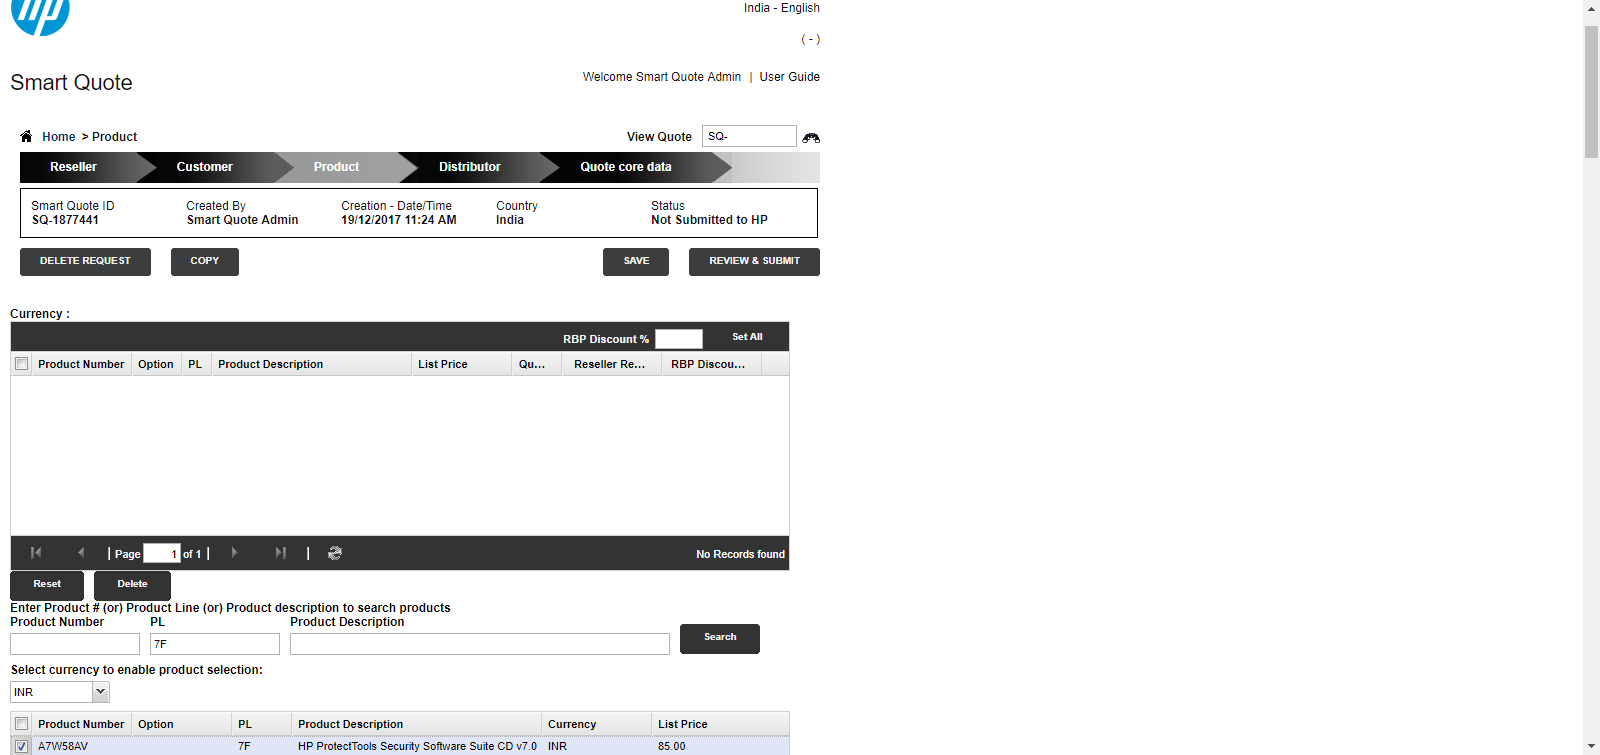 hp
India - English
( - )
Smart Quote
Welcome Smart Quote Admin | User Guide
Home > Product
View Quote SQ-
Reseller Customer Product Distributor Quote core data
Smart Quote ID Created By Creation - Date/Time Country Status
SQ-1877441 Smart Quote Admin 19/12/2017 11:24 AM India Not Submitted to HP
DELETE REQUEST COPY SAVE REVIEW & SUBMIT
Currency :
RBP Discount % Set All
Product Number Option PL Product Description List Price Qu... Reseller Re... RBP Discou...
| Page 1 of 1 | | No Records found
Reset Delete
Enter Product # (or) Product Line (or) Product description to search products
Product Number PL Product Description
7F Search
Select currency to enable product selection:
INR
Product Number Option PL Product Description Currency List Price
A7W58AV 7F HP ProtectTools Security Software Suite CD v7.0 INR 85.00